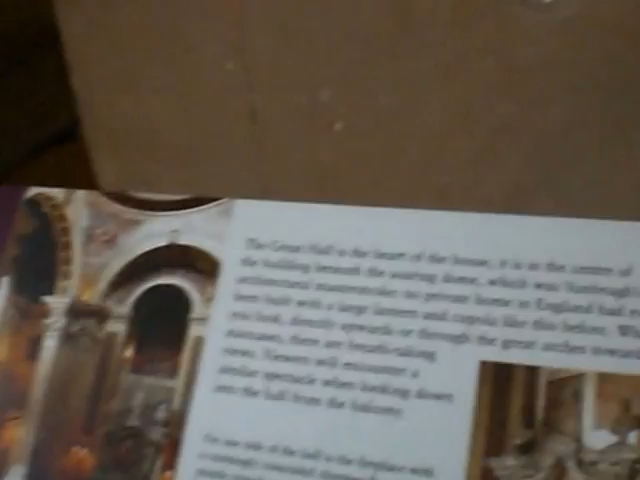 The Great Hall is the heart of the house, it is in the centre of
the building beneath the soaring dome, which was Vanbrugh's
architectural masterstroke: no private home in England had
been built with a large lantern and cupola like this before.
you look, directly upwards or through the great arches towards
staircases, there are breathtaking
views. Viewers will encounter a
similar spectacle when looking down
into the hall from the balcony.
On one side of the hall is the fireplace with